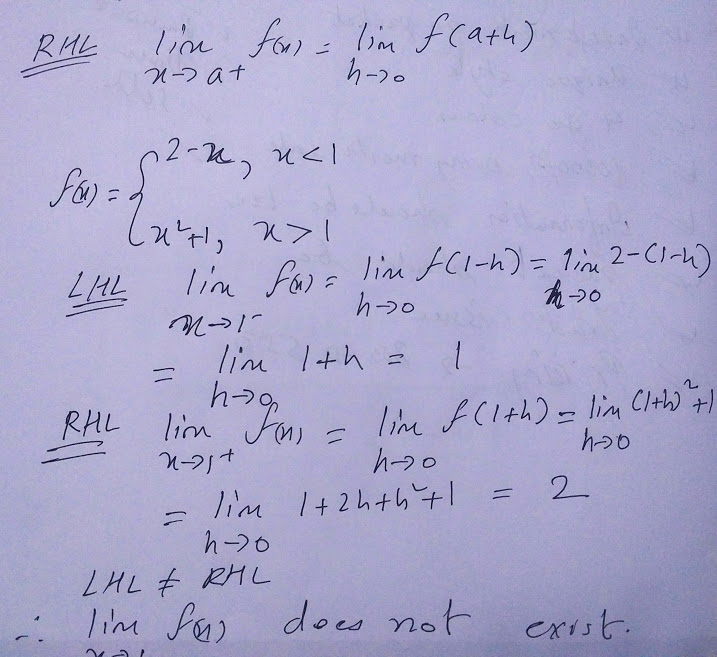 RHL lim f(x) = lim f(a+h)
x→a+ h→0
f(x) = { 2-x, x<1
x²+1, x>1
LHL lim f(x) = lim f(1-h) = lim 2-(1-h)
x→1⁻ h→0 h→0
= lim 1+h = 1
h→0
RHL lim f(x) = lim f(1+h) = lim (1+h)²+1
x→1+ h→0 h→0
= lim 1+2h+h²+1 = 2
h→0
LHL ≠ RHL
∴ lim f(x) does not exist.